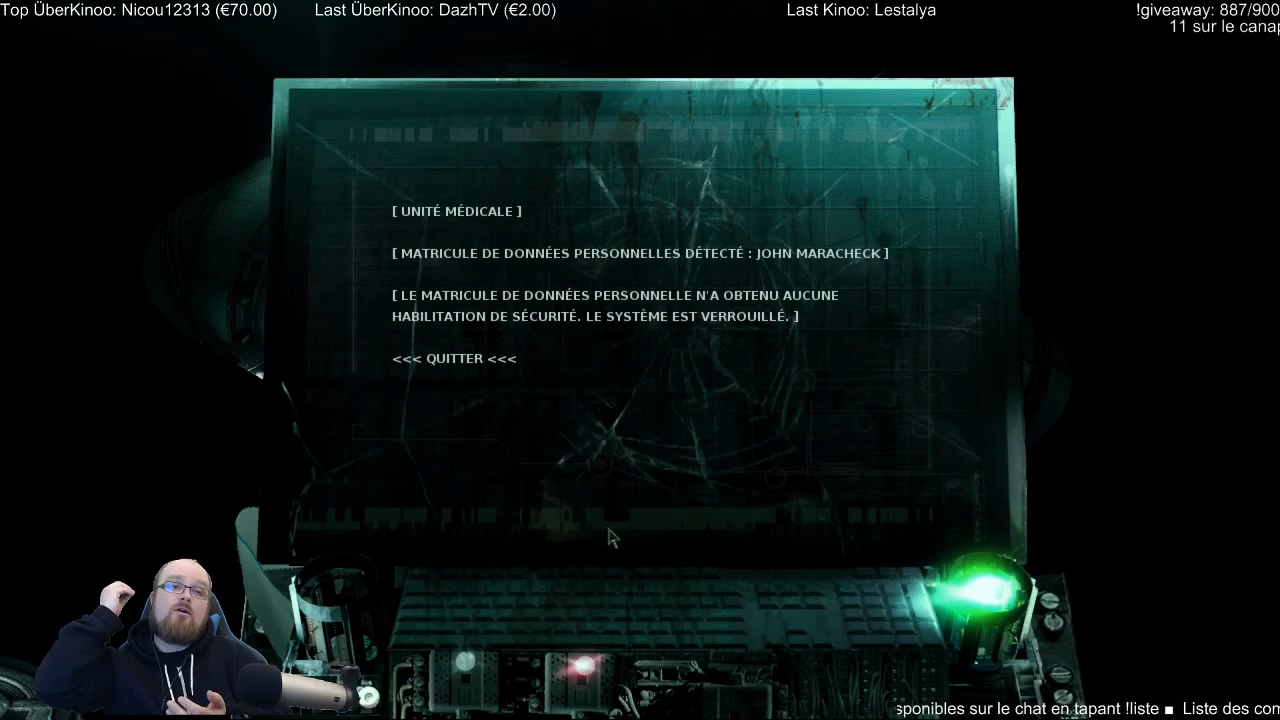 Top ÜberKinoo: Nicou12313 (€70.00) Last ÜberKinoo: DazhTV (€2.00) Last Kinoo: Lestalya !giveaway: 887/900
11 sur le canap
[ UNITÉ MÉDICALE ]
[ MATRICULE DE DONNÉES PERSONNELLES DÉTECTÉ : JOHN MARACHECK ]
[ LE MATRICULE DE DONNÉES PERSONNELLE N'A OBTENU AUCUNE
HABILITATION DE SÉCURITÉ. LE SYSTÈME EST VERROUILLÉ. ]
<<< QUITTER <<<
sponibles sur le chat en tapant !liste ■ Liste des con